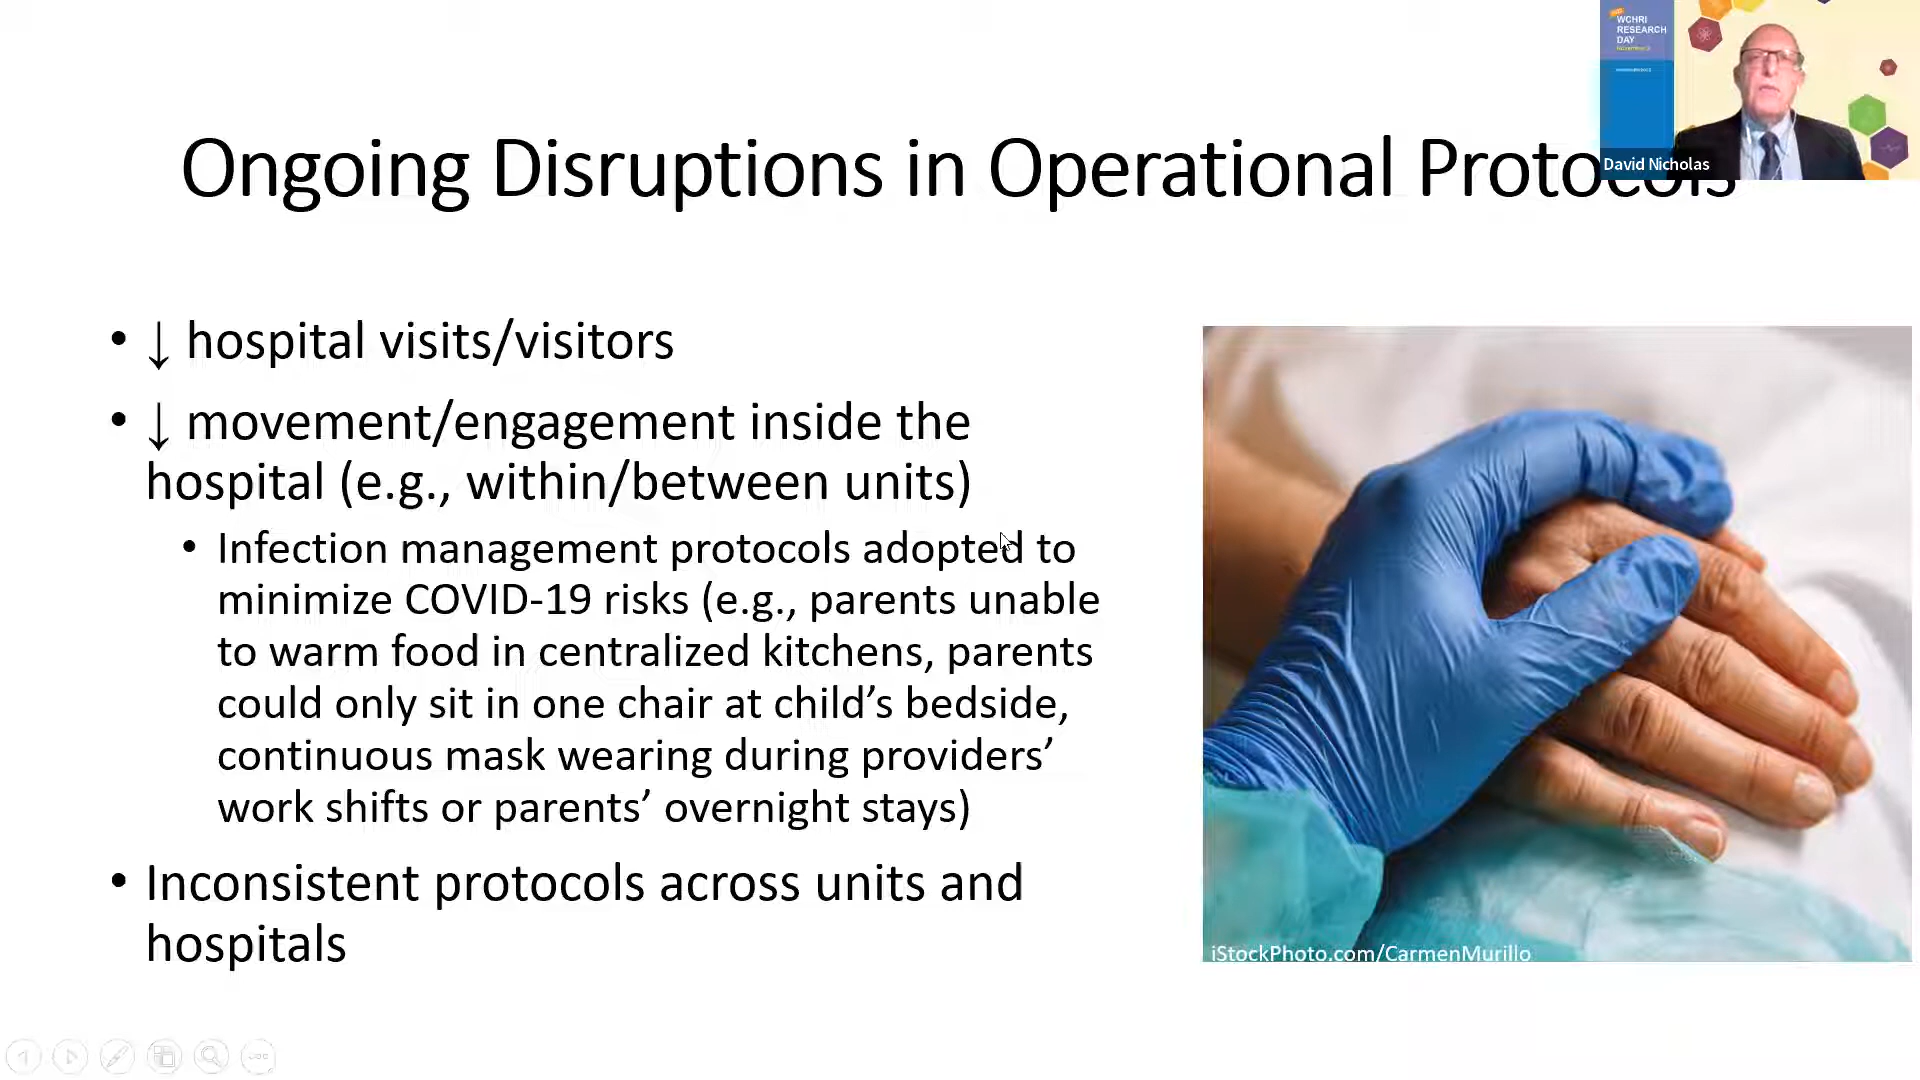 WCHRI
RESEARCH
DAY
David Nicholas
Ongoing Disruptions in Operational Protocols
• ↓ hospital visits/visitors
• ↓ movement/engagement inside the
hospital (e.g., within/between units)
• Infection management protocols adopted to
minimize COVID-19 risks (e.g., parents unable
to warm food in centralized kitchens, parents
could only sit in one chair at child’s bedside,
continuous mask wearing during providers’
work shifts or parents’ overnight stays)
• Inconsistent protocols across units and
hospitals
iStockPhoto.com/CarmenMurillo